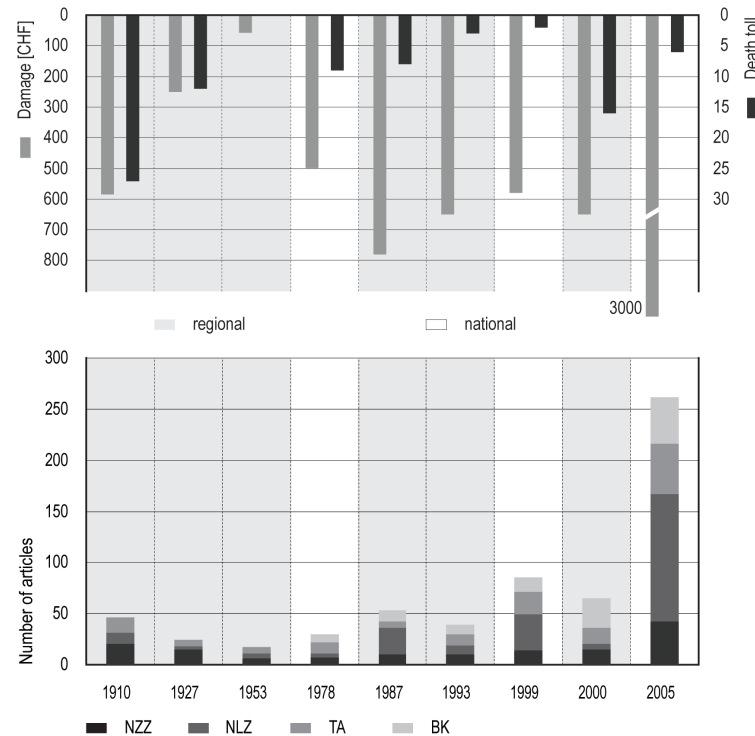 0 0
100 5
200 10
300 15
400 20
500 25
600 30
700
800
Damage [CHF]
Death toll
3000
regional national
300
250
200
150
100
50
0
Number of articles
1910 1927 1953 1978 1987 1993 1999 2000 2005
NZZ NLZ TA BK